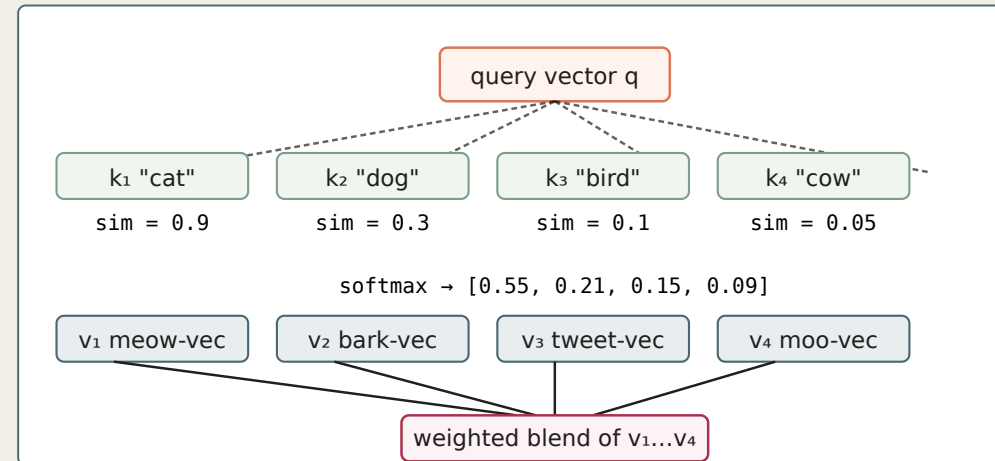 query vector q
k₁ "cat" k₂ "dog" k₃ "bird" k₄ "cow"
sim = 0.9 sim = 0.3 sim = 0.1 sim = 0.05
softmax → [0.55, 0.21, 0.15, 0.09]
v₁ meow-vec v₂ bark-vec v₃ tweet-vec v₄ moo-vec
weighted blend of v₁…v₄